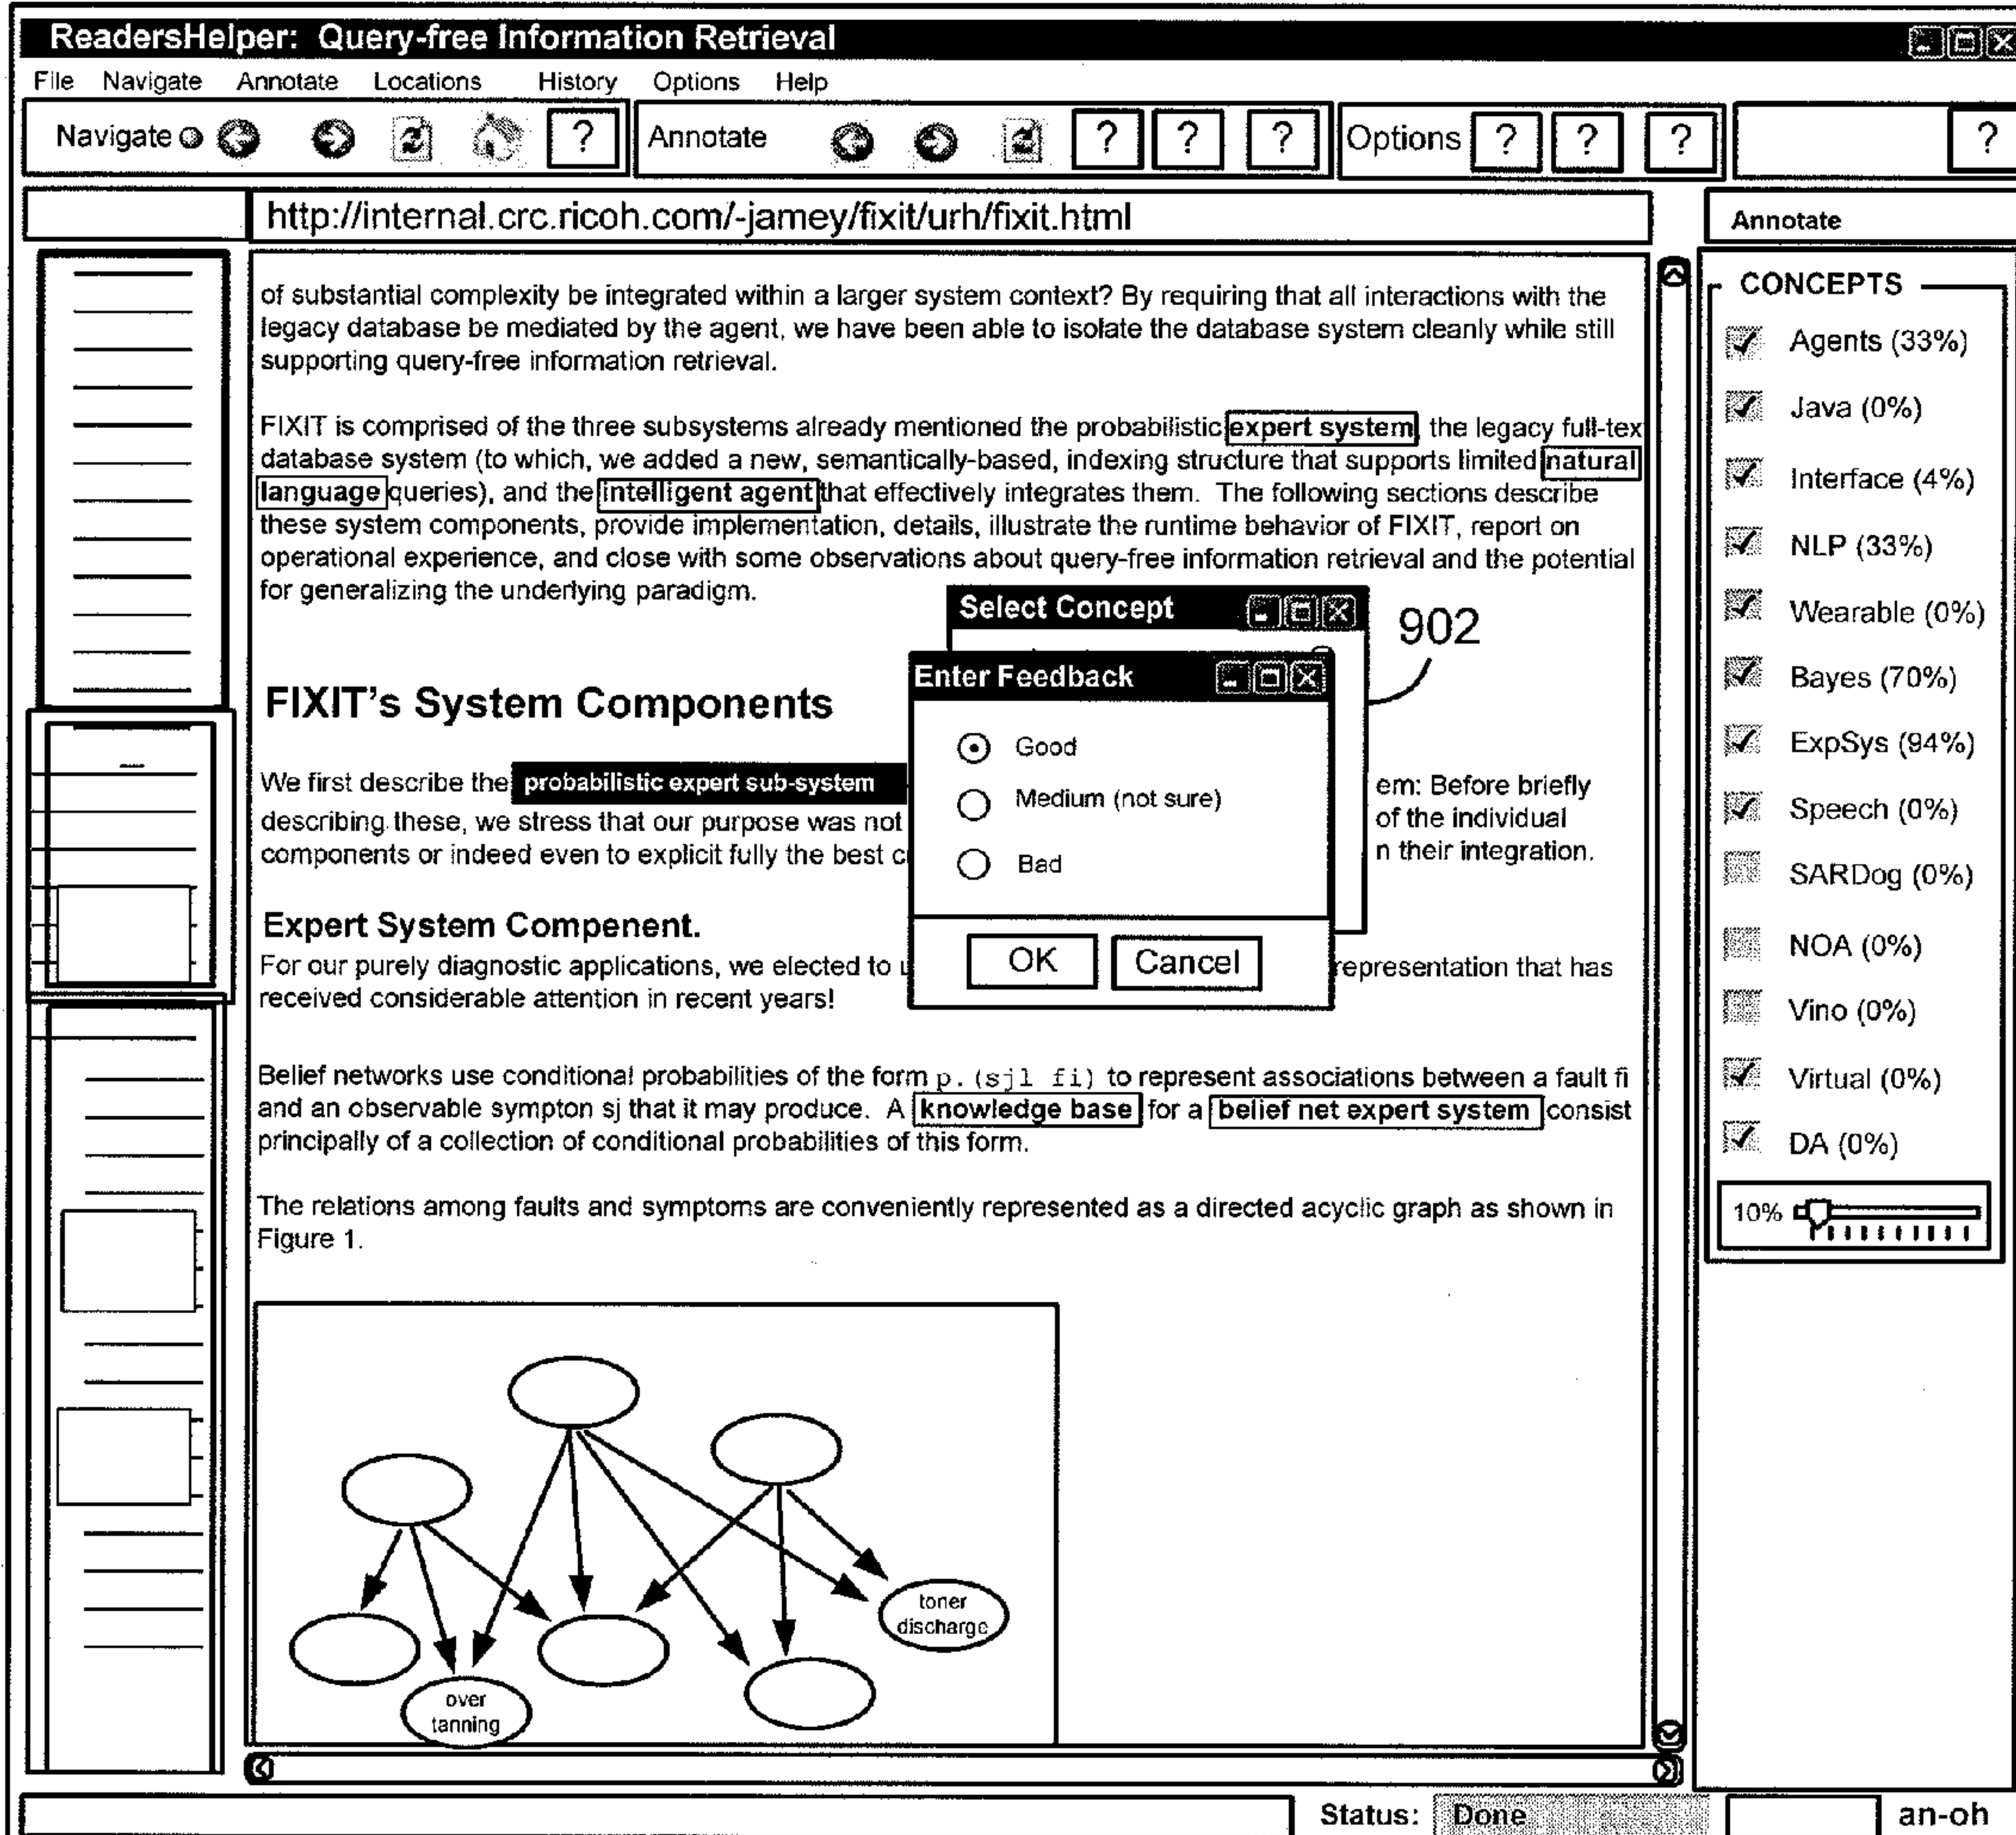 ReadersHelper: Query-free Information Retrieval
File Navigate Annotate Locations History Options Help
Navigate ? Annotate ? ? ? Options ? ? ? ?
http://internal.crc.ricoh.com/-jamey/fixit/urh/fixit.html
Annotate
of substantial complexity be integrated within a larger system context? By requiring that all interactions with the
legacy database be mediated by the agent, we have been able to isolate the database system cleanly while still
supporting query-free information retrieval.
FIXIT is comprised of the three subsystems already mentioned the probabilistic expert system, the legacy full-tex
database system (to which, we added a new, semantically-based, indexing structure that supports limited natural
language queries), and the intelligent agent that effectively integrates them. The following sections describe
these system components, provide implementation, details, illustrate the runtime behavior of FIXIT, report on
operational experience, and close with some observations about query-free information retrieval and the potential
for generalizing the underlying paradigm.
Select Concept
902
Enter Feedback
Good
Medium (not sure)
Bad
OK Cancel
FIXIT's System Components
We first describe the probabilistic expert sub-system em: Before briefly
describing these, we stress that our purpose was not of the individual
components or indeed even to explicit fully the best c n their integration.
Expert System Compenent.
For our purely diagnostic applications, we elected to u representation that has
received considerable attention in recent years!
Belief networks use conditional probabilities of the form p.(sjl fi) to represent associations between a fault fi
and an observable sympton sj that it may produce. A knowledge base for a belief net expert system consist
principally of a collection of conditional probabilities of this form.
The relations among faults and symptoms are conveniently represented as a directed acyclic graph as shown in
Figure 1.
toner
discharge
over
tanning
CONCEPTS
Agents (33%)
Java (0%)
Interface (4%)
NLP (33%)
Wearable (0%)
Bayes (70%)
ExpSys (94%)
Speech (0%)
SARDog (0%)
NOA (0%)
Vino (0%)
Virtual (0%)
DA (0%)
10%
Status: Done an-oh